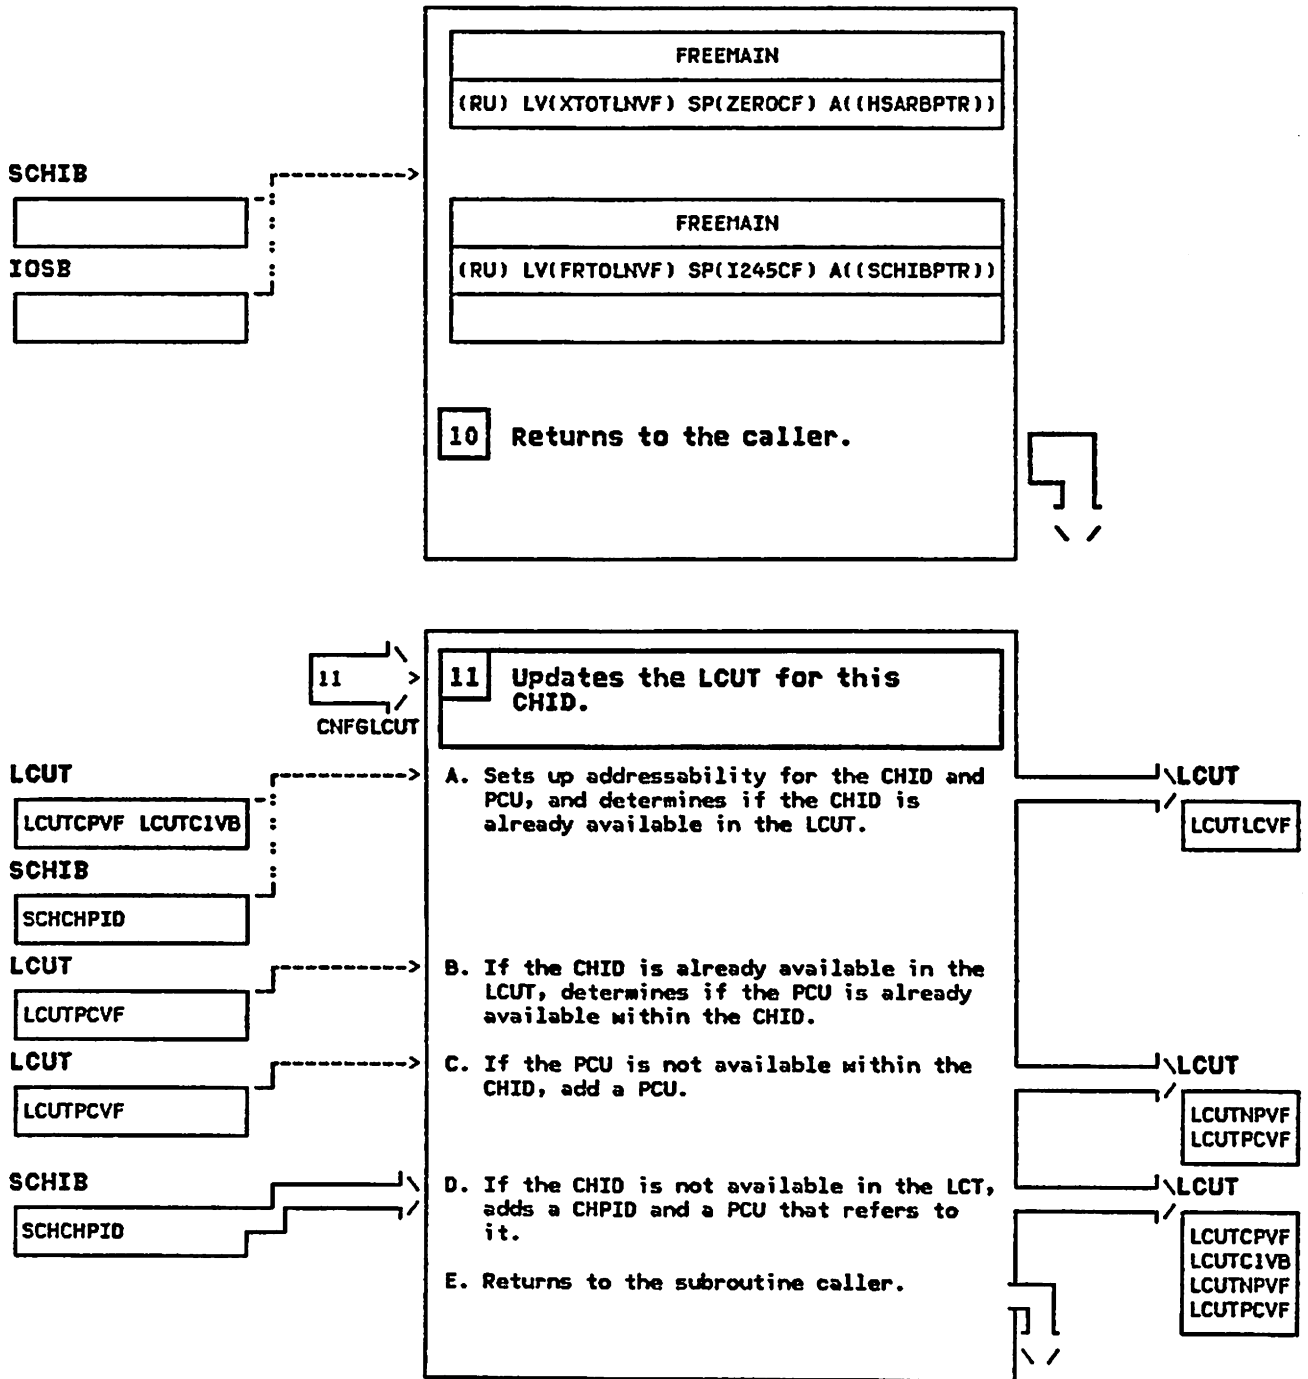 FREEMAIN
(RU) LV(XTOTLNVF) SP(ZEROCF) A((HSARBPTR))
SCHIB
FREEMAIN
(RU) LV(FRTOLNVF) SP(I245CF) A((SCHIBPTR))
IOSB
10 Returns to the caller.
11
CNFGLCUT
11 Updates the LCUT for this
CHID.
LCUT
LCUTCPVF LCUTC1VB
SCHIB
SCHCHPID
A. Sets up addressability for the CHID and
PCU, and determines if the CHID is
already available in the LCUT.
LCUT
LCUTLCVF
LCUT
LCUTPCVF
B. If the CHID is already available in the
LCUT, determines if the PCU is already
available within the CHID.
LCUT
LCUTPCVF
C. If the PCU is not available within the
CHID, add a PCU.
LCUT
LCUTNPVF
LCUTPCVF
SCHIB
SCHCHPID
D. If the CHID is not available in the LCT,
adds a CHPID and a PCU that refers to
it.
LCUT
LCUTCPVF
LCUTC1VB
LCUTNPVF
LCUTPCVF
E. Returns to the subroutine caller.